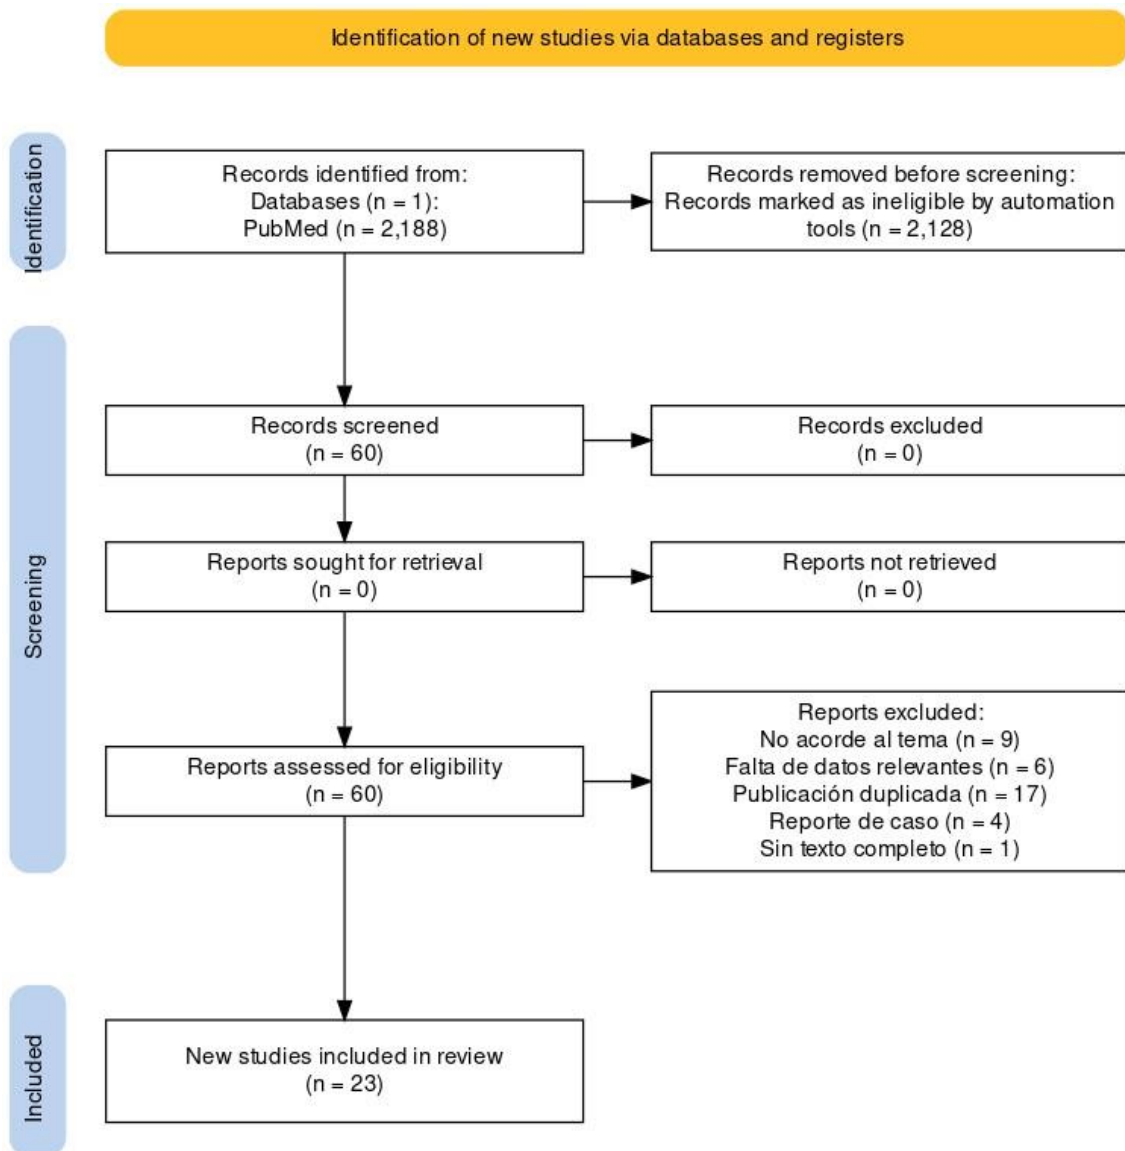 Identification of new studies via databases and registers
Identification
Records identified from:
Databases (n = 1):
PubMed (n = 2,188)
Records removed before screening:
Records marked as ineligible by automation
tools (n = 2,128)
Screening
Records screened
(n = 60)
Records excluded
(n = 0)
Reports sought for retrieval
(n = 0)
Reports not retrieved
(n = 0)
Reports assessed for eligibility
(n = 60)
Reports excluded:
No acorde al tema (n = 9)
Falta de datos relevantes (n = 6)
Publicación duplicada (n = 17)
Reporte de caso (n = 4)
Sin texto completo (n = 1)
Included
New studies included in review
(n = 23)